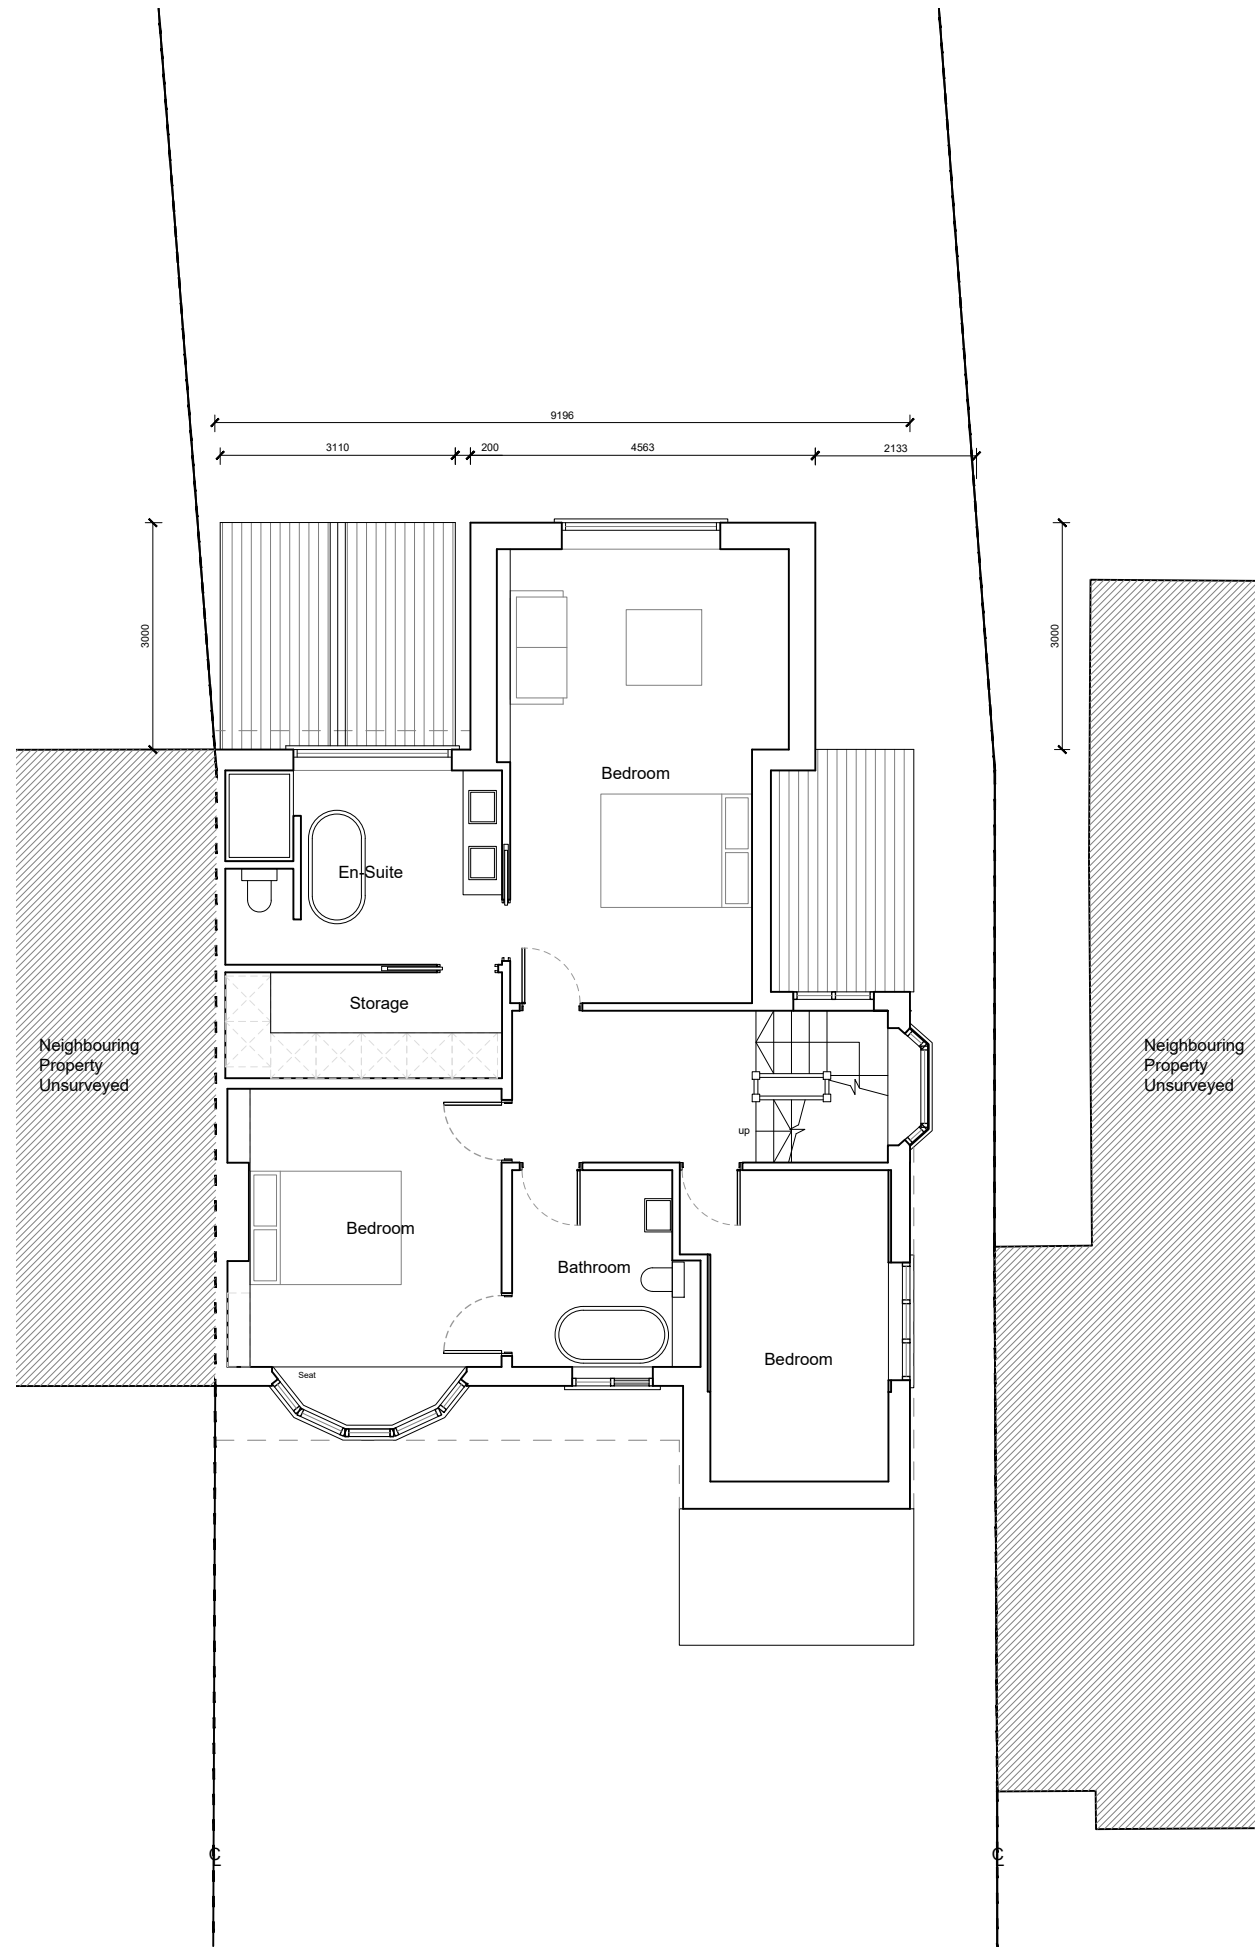 9196
3110
200
4563
2133
3000
3000
Bedroom
En-Suite
Storage
Neighbouring
Property
Unsurveyed
Neighbouring
Property
Unsurveyed
up
Bedroom
Bathroom
Bedroom
Seat
C
C